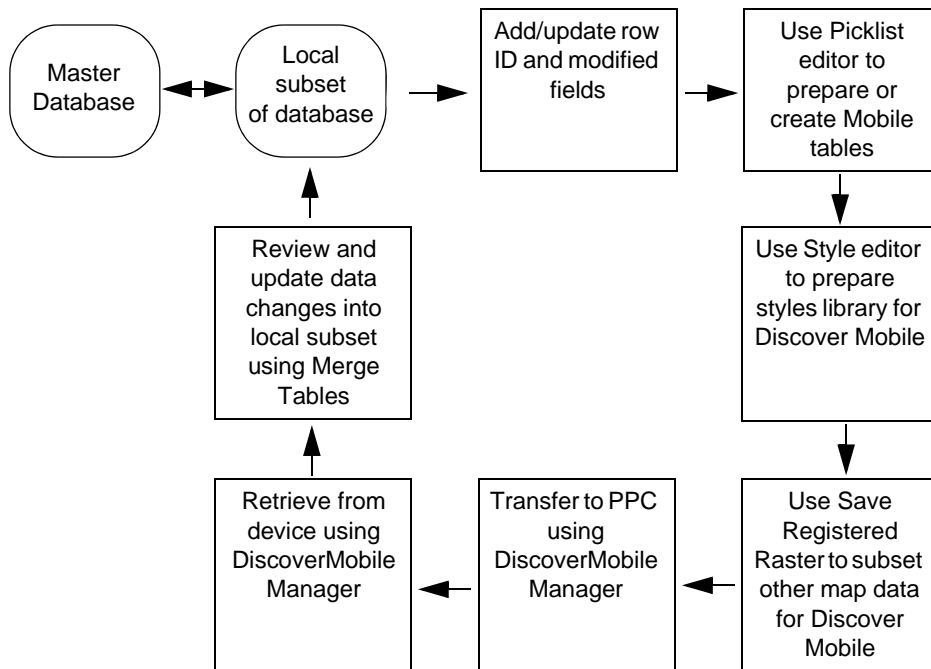 Master
Database
Local
subset
of database
Add/update row
ID and modified
fields
Use Picklist
editor to
prepare or
create Mobile
tables
Use Style editor
to prepare
styles library for
Discover Mobile
Use Save
Registered
Raster to subset
other map data
for Discover
Mobile
Transfer to PPC
using
DiscoverMobile
Manager
Retrieve from
device using
DiscoverMobile
Manager
Review and
update data
changes into
local subset
using Merge
Tables